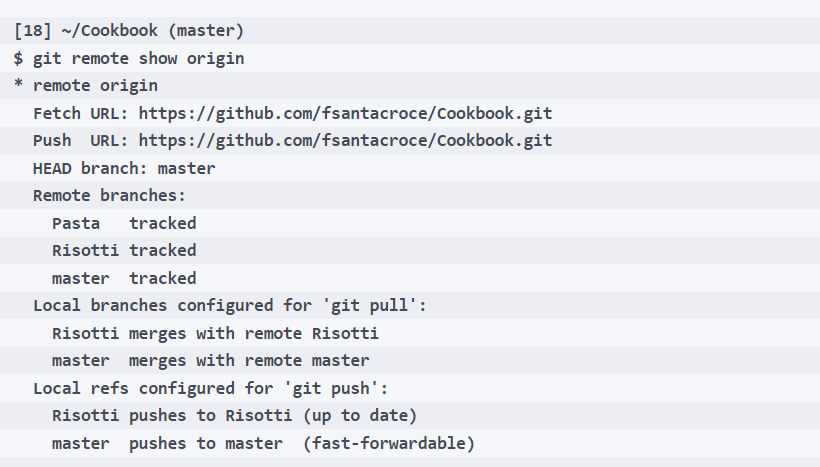 [18] ~/Cookbook (master)
$ git remote show origin
* remote origin
  Fetch URL: https://github.com/fsantacroce/Cookbook.git
  Push  URL: https://github.com/fsantacroce/Cookbook.git
  HEAD branch: master
  Remote branches:
    Pasta   tracked
    Risotti tracked
    master  tracked
  Local branches configured for 'git pull':
    Risotti merges with remote Risotti
    master  merges with remote master
  Local refs configured for 'git push':
    Risotti pushes to Risotti (up to date)
    master  pushes to master  (fast-forwardable)